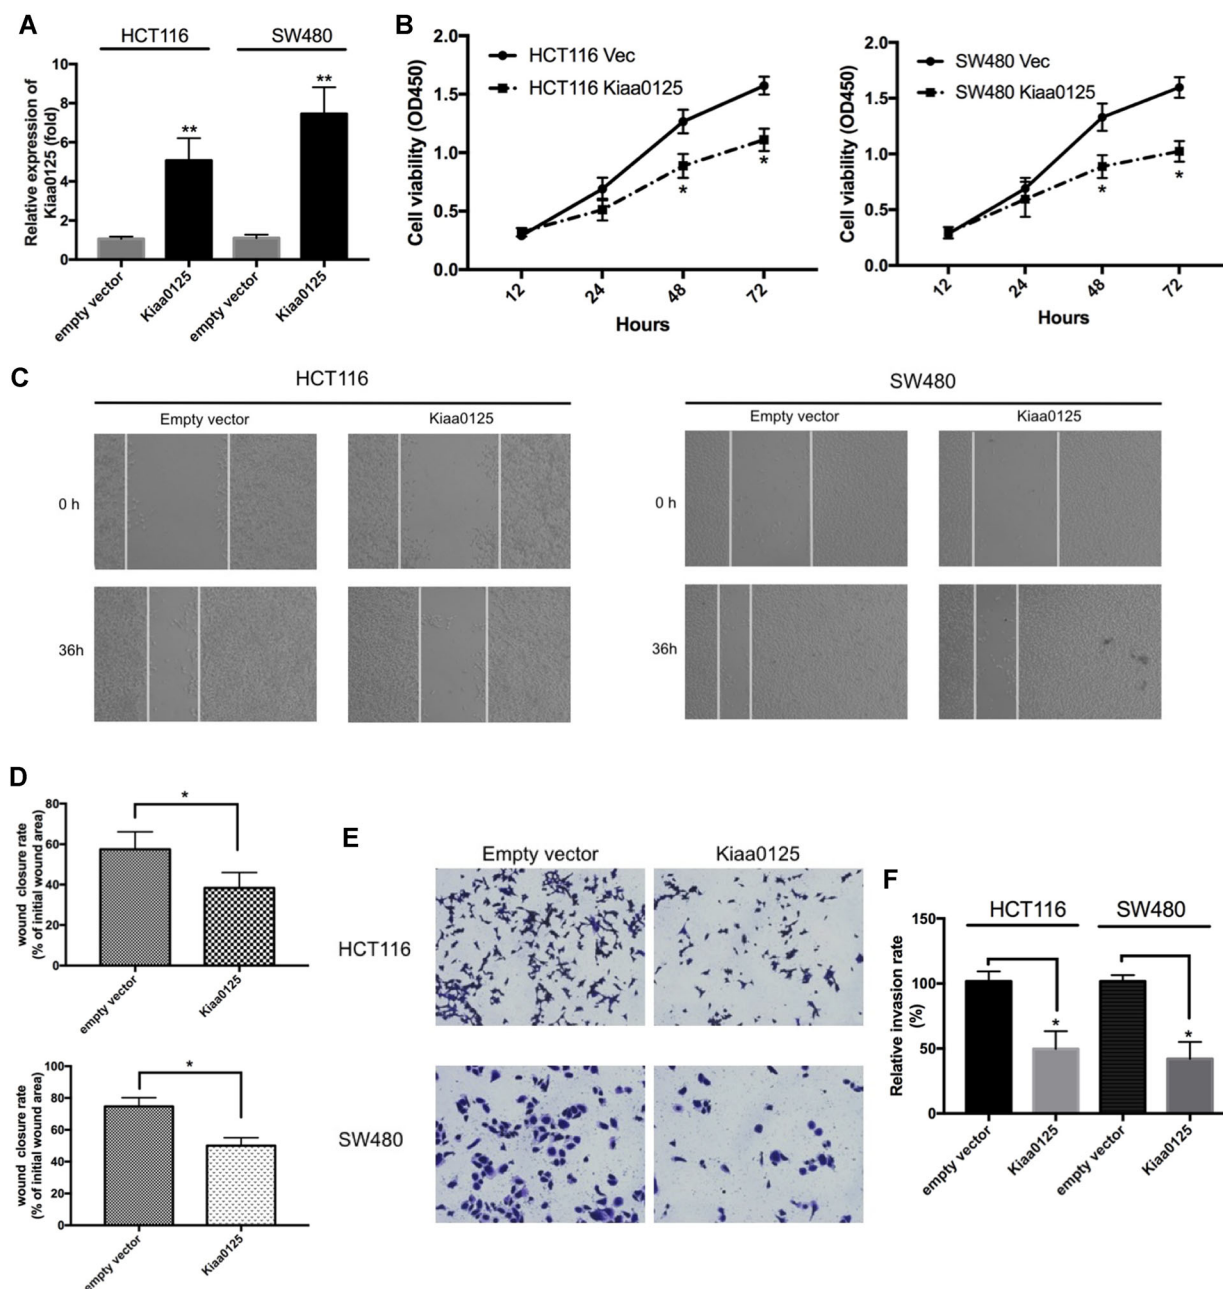 A
HCT116
SW480
Relative expression of
Kiaa0125 (fold)
10
8
6
4
2
0
**
**
empty vector
Kiaa0125
empty vector
Kiaa0125
B
Cell viability (OD450)
2.0
1.5
1.0
0.5
0.0
HCT116 Vec
HCT116 Kiaa0125
*
*
12
24
48
72
Hours
Cell viability (OD450)
2.0
1.5
1.0
0.5
0.0
SW480 Vec
SW480 Kiaa0125
*
*
12
24
48
72
Hours
C
HCT116
Empty vector
Kiaa0125
0 h
36h
SW480
Empty vector
Kiaa0125
0 h
36h
D
wound closure rate
(% of initial wound area)
80
60
40
20
0
*
empty vector
Kiaa0125
wound closure rate
(% of initial wound area)
100
80
60
40
20
0
*
empty vector
Kiaa0125
E
Empty vector
Kiaa0125
HCT116
SW480
F
HCT116
SW480
Relative invasion rate
(%)
150
100
50
0
*
*
empty vector
Kiaa0125
empty vector
Kiaa0125